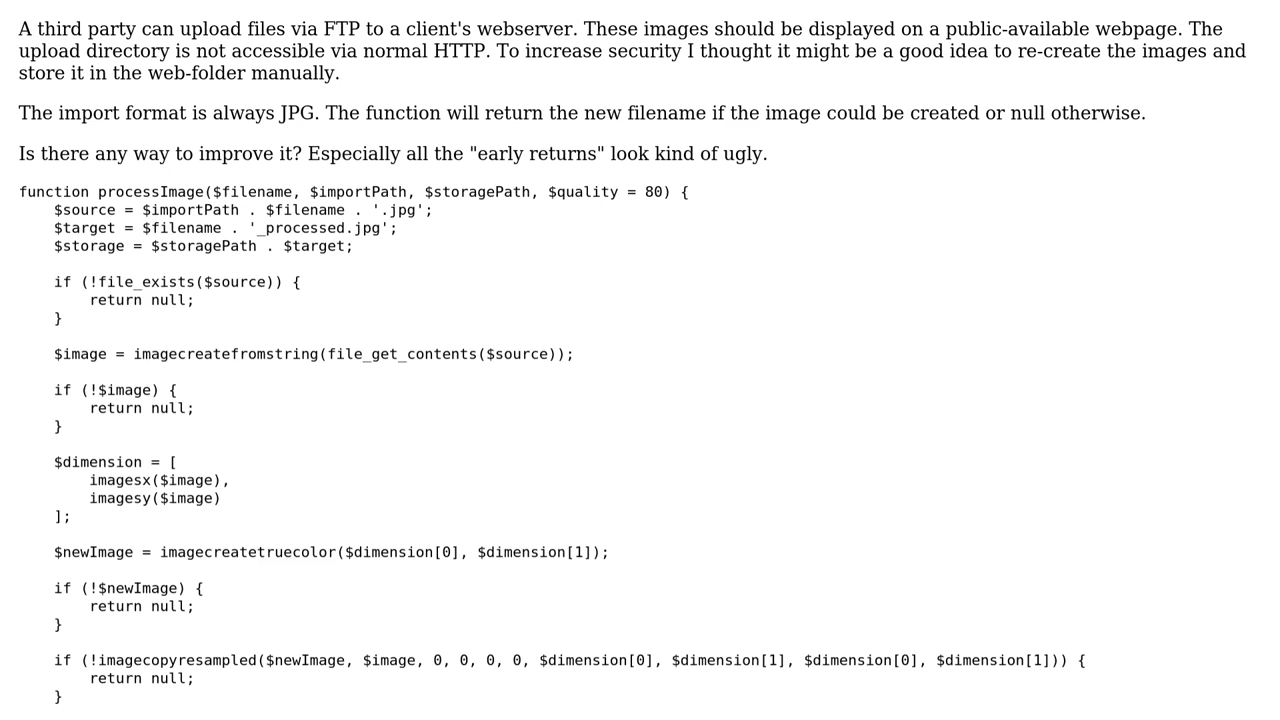 A third party can upload files via FTP to a client's webserver. These images should be displayed on a public-available webpage. The
upload directory is not accessible via normal HTTP. To increase security I thought it might be a good idea to re-create the images and
store it in the web-folder manually.
The import format is always JPG. The function will return the new filename if the image could be created or null otherwise.
Is there any way to improve it? Especially all the "early returns" look kind of ugly.
function processImage($filename, $importPath, $storagePath, $quality = 80) {
    $source = $importPath . $filename . '.jpg';
    $target = $filename . '_processed.jpg';
    $storage = $storagePath . $target;
    if (!file_exists($source)) {
        return null;
    }
    $image = imagecreatefromstring(file_get_contents($source));
    if (!$image) {
        return null;
    }
    $dimension = [
        imagesx($image),
        imagesy($image)
    ];
    $newImage = imagecreatetruecolor($dimension[0], $dimension[1]);
    if (!$newImage) {
        return null;
    }
    if (!imagecopyresampled($newImage, $image, 0, 0, 0, 0, $dimension[0], $dimension[1], $dimension[0], $dimension[1])) {
        return null;
    }